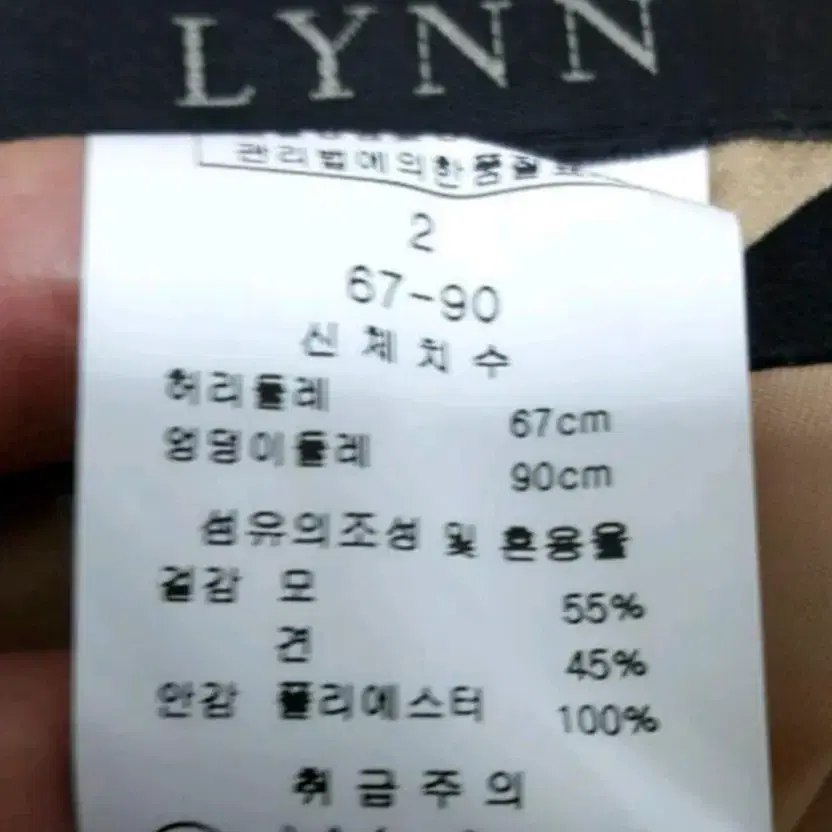 LYNN
관리법에의한품질
2
67-90
신체치수
허리둘레 67cm
엉덩이둘레 90cm
섬유의조성 및 혼용율
겉감 모 55%
견 45%
안감 폴리에스터 100%
취급주의